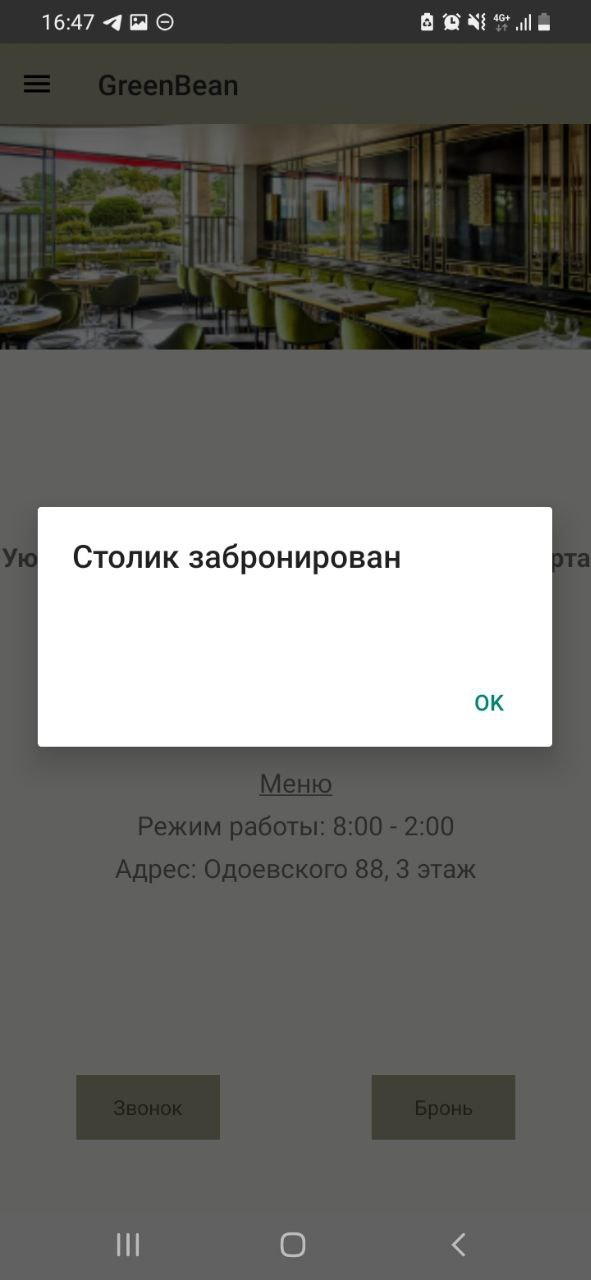 16:47 4G+
GreenBean
Столик забронирован
OK
Меню
Режим работы: 8:00 - 2:00
Адрес: Одоевского 88, 3 этаж
Звонок Бронь